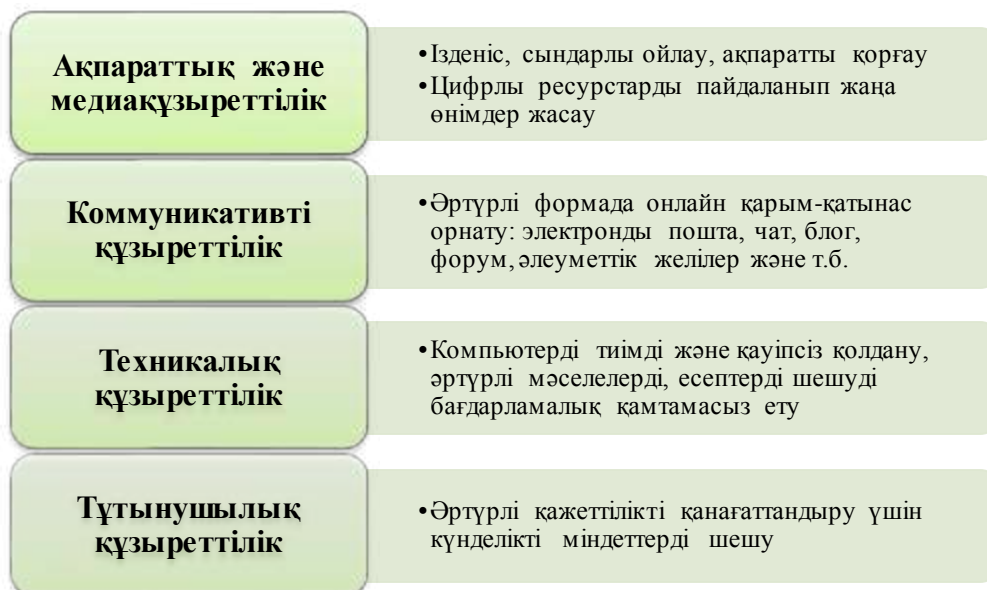 Ақпараттық және
медиақұзыреттілік
•Ізденіс, сындарлы ойлау, ақпаратты қорғау
•Цифрлы ресурстарды пайдаланып жаңа
өнімдер жасау
Коммуникативті
құзыреттілік
•Әртүрлі формада онлайн қарым-қатынас
орнату: электронды пошта, чат, блог,
форум, әлеуметтік желілер және т.б.
Техникалық
құзыреттілік
•Компьютерді тиімді және қауіпсіз қолдану,
әртүрлі мәселелерді, есептерді шешуді
бағдарламалық қамтамасыз ету
Тұтынушылық
құзыреттілік
•Әртүрлі қажеттілікті қанағаттандыру үшін
күнделікті міндеттерді шешу